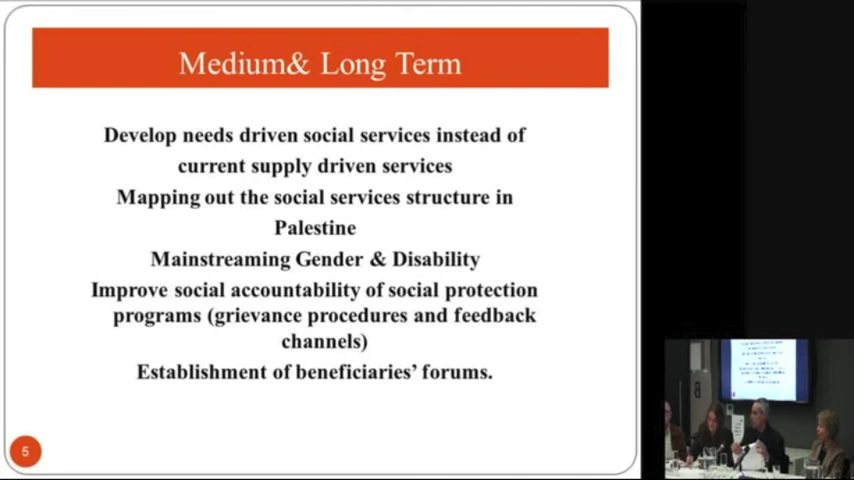 Medium& Long Term
Develop needs driven social services instead of
current supply driven services
Mapping out the social services structure in
Palestine
Mainstreaming Gender & Disability
Improve social accountability of social protection
programs (grievance procedures and feedback
channels)
Establishment of beneficiaries’ forums.
5
8